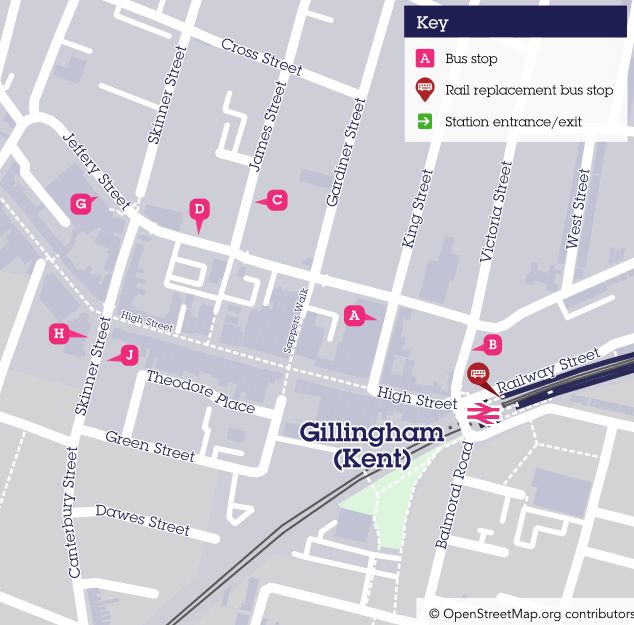 Key
A Bus stop
Rail replacement bus stop
Station entrance/exit
Cross Street
Skinner Street
James Street
Gardiner Street
Jeffery Street
King Street
Victoria Street
West Street
G
D
C
A
B
H
J
High Street
Sappers Walk
Skinner Street
Theodore Place
High Street
Railway Street
Gillingham
(Kent)
Green Street
Canterbury Street
Dawes Street
Balmoral Road
© OpenStreetMap.org contributors